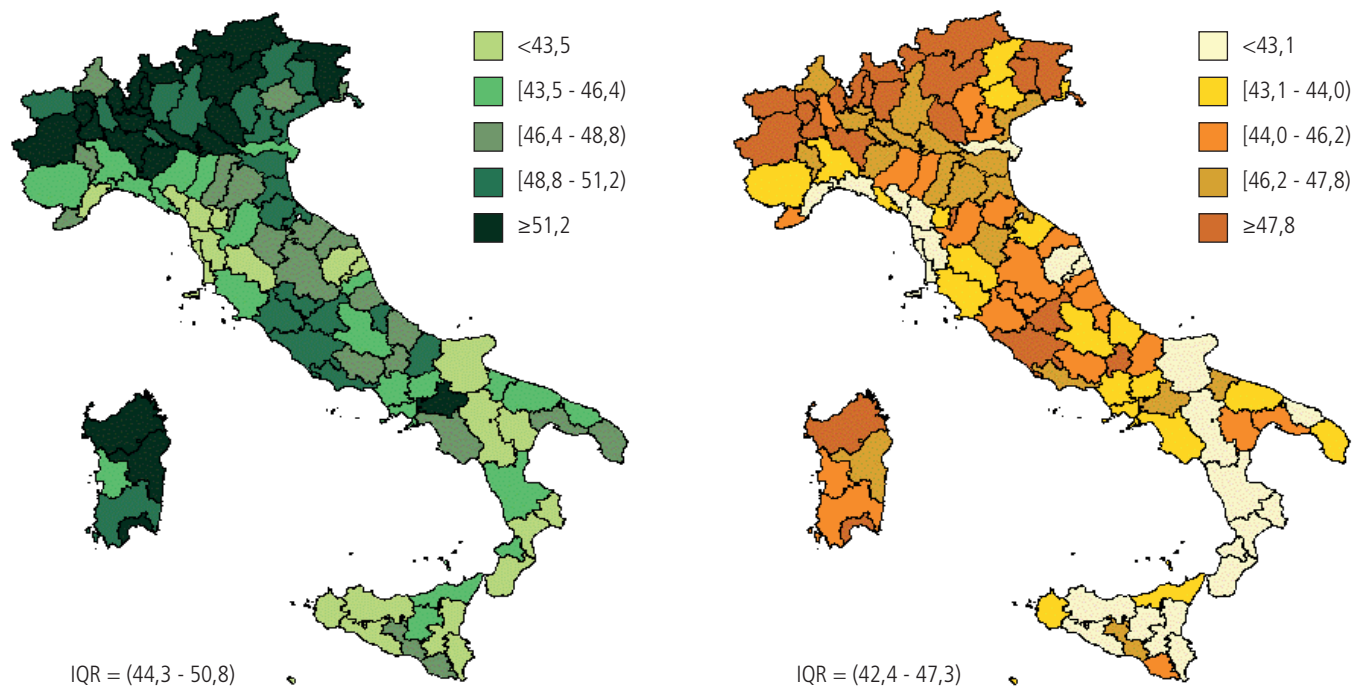 <43,5
[43,5 - 46,4)
[46,4 - 48,8)
[48,8 - 51,2)
≥51,2
IQR = (44,3 - 50,8)
<43,1
[43,1 - 44,0)
[44,0 - 46,2)
[46,2 - 47,8)
≥47,8
IQR = (42,4 - 47,3)